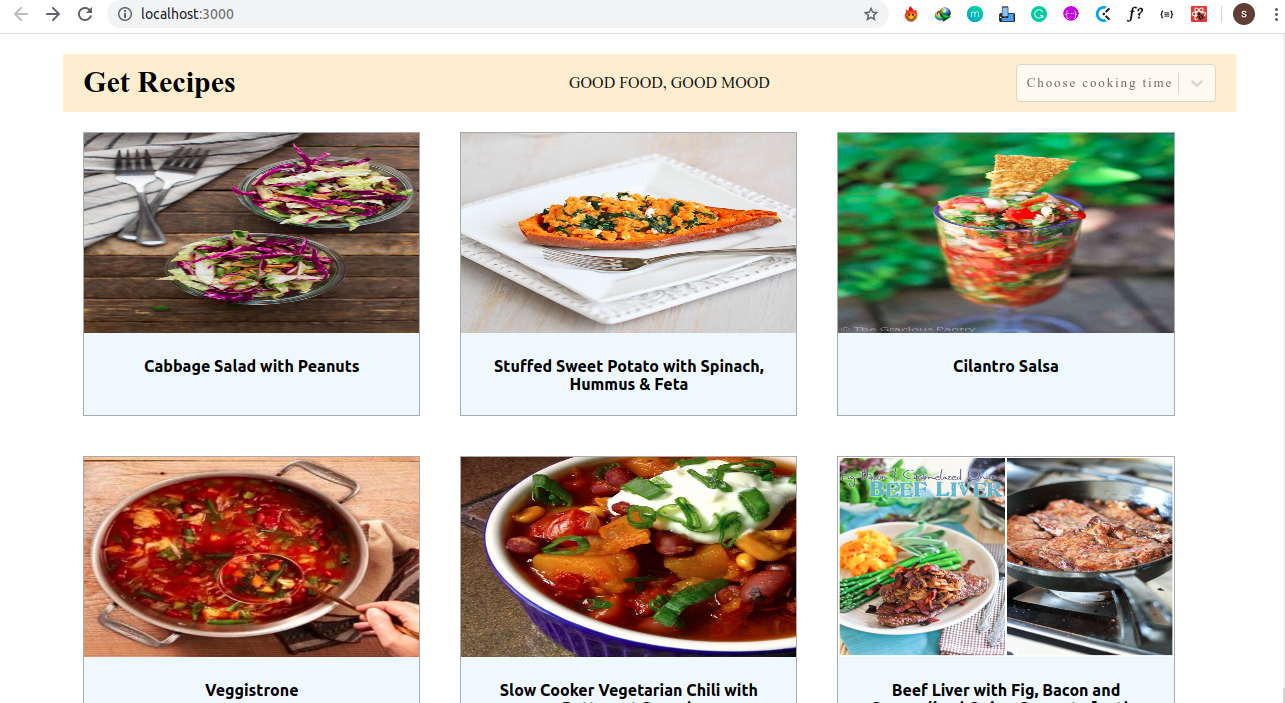 localhost:3000
Get Recipes
GOOD FOOD, GOOD MOOD
Choose cooking time
© The Gracious Pantry
Cabbage Salad with Peanuts
Stuffed Sweet Potato with Spinach,
Hummus & Feta
Cilantro Salsa
BEEF LIVER
Veggistrone
Slow Cooker Vegetarian Chili with
Beef Liver with Fig, Bacon and